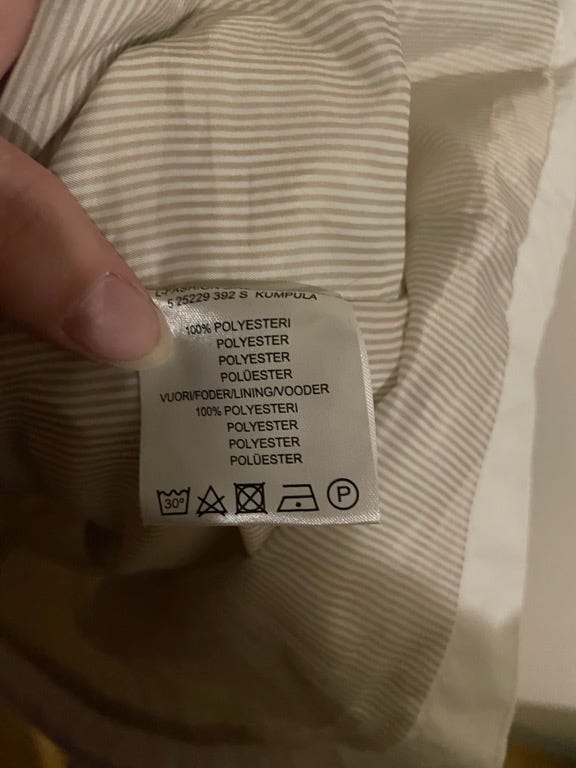 L-FASHION
5 25229 392 S KUMPULA
100% POLYESTERI
POLYESTER
POLYESTER
POLÜESTER
VUORI/FODER/LINING/VOODER
100% POLYESTERI
POLYESTER
POLYESTER
POLÜESTER
30° P